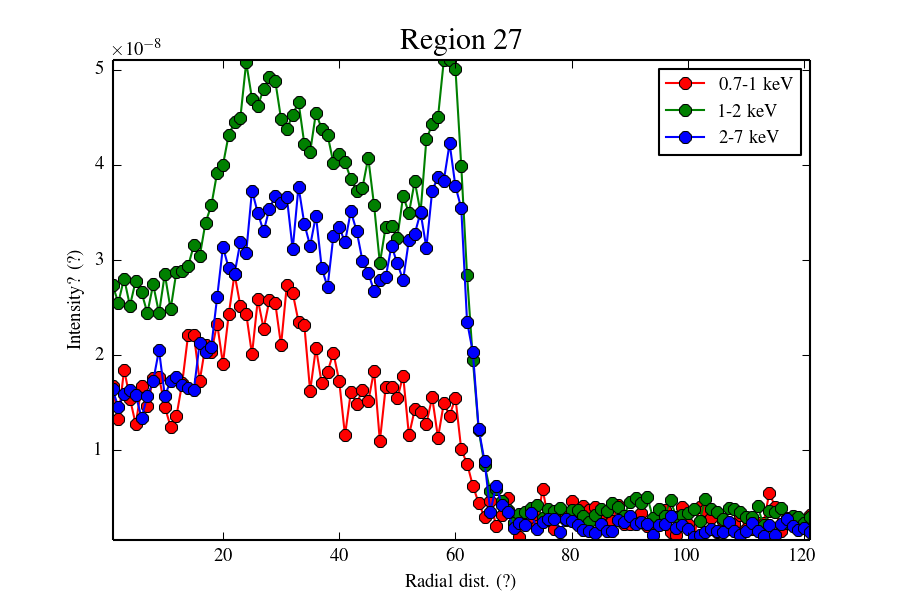 Region 27
×10⁻⁸
5
4
3
2
1
Intensity? (?)
0.7-1 keV
1-2 keV
2-7 keV
20
40
60
80
100
120
Radial dist. (?)